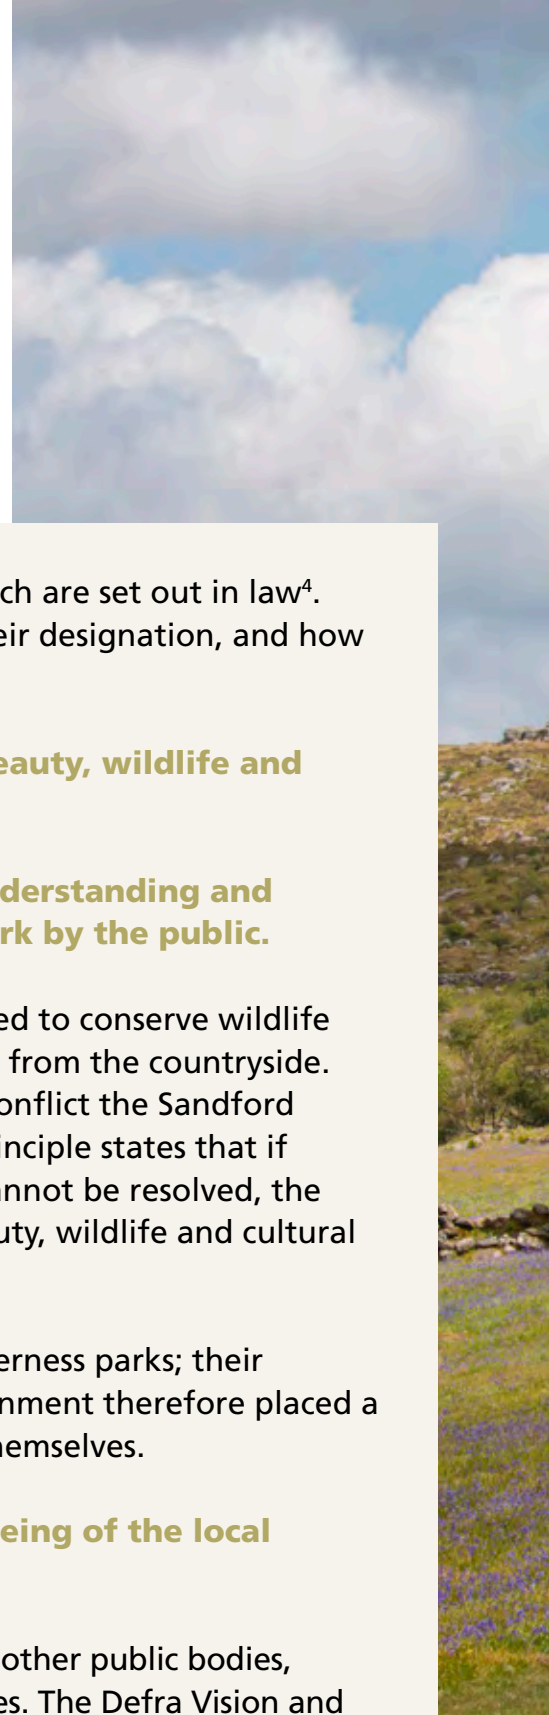 ch are set out in law4.
eir designation, and how
eauty, wildlife and
derstanding and
rk by the public.
ed to conserve wildlife
from the countryside.
onflict the Sandford
inciple states that if
annot be resolved, the
uty, wildlife and cultural
erness parks; their
nment therefore placed a
hemselves.
eing of the local
other public bodies,
es. The Defra Vision and